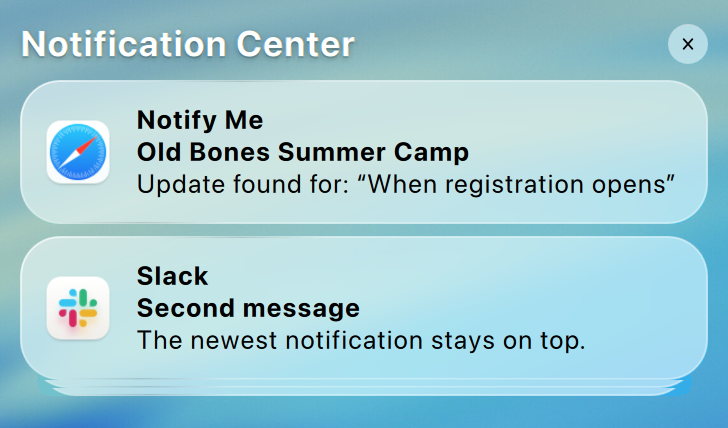 Notification Center
Notify Me
Old Bones Summer Camp
Update found for: “When registration opens”
Slack
Second message
The newest notification stays on top.